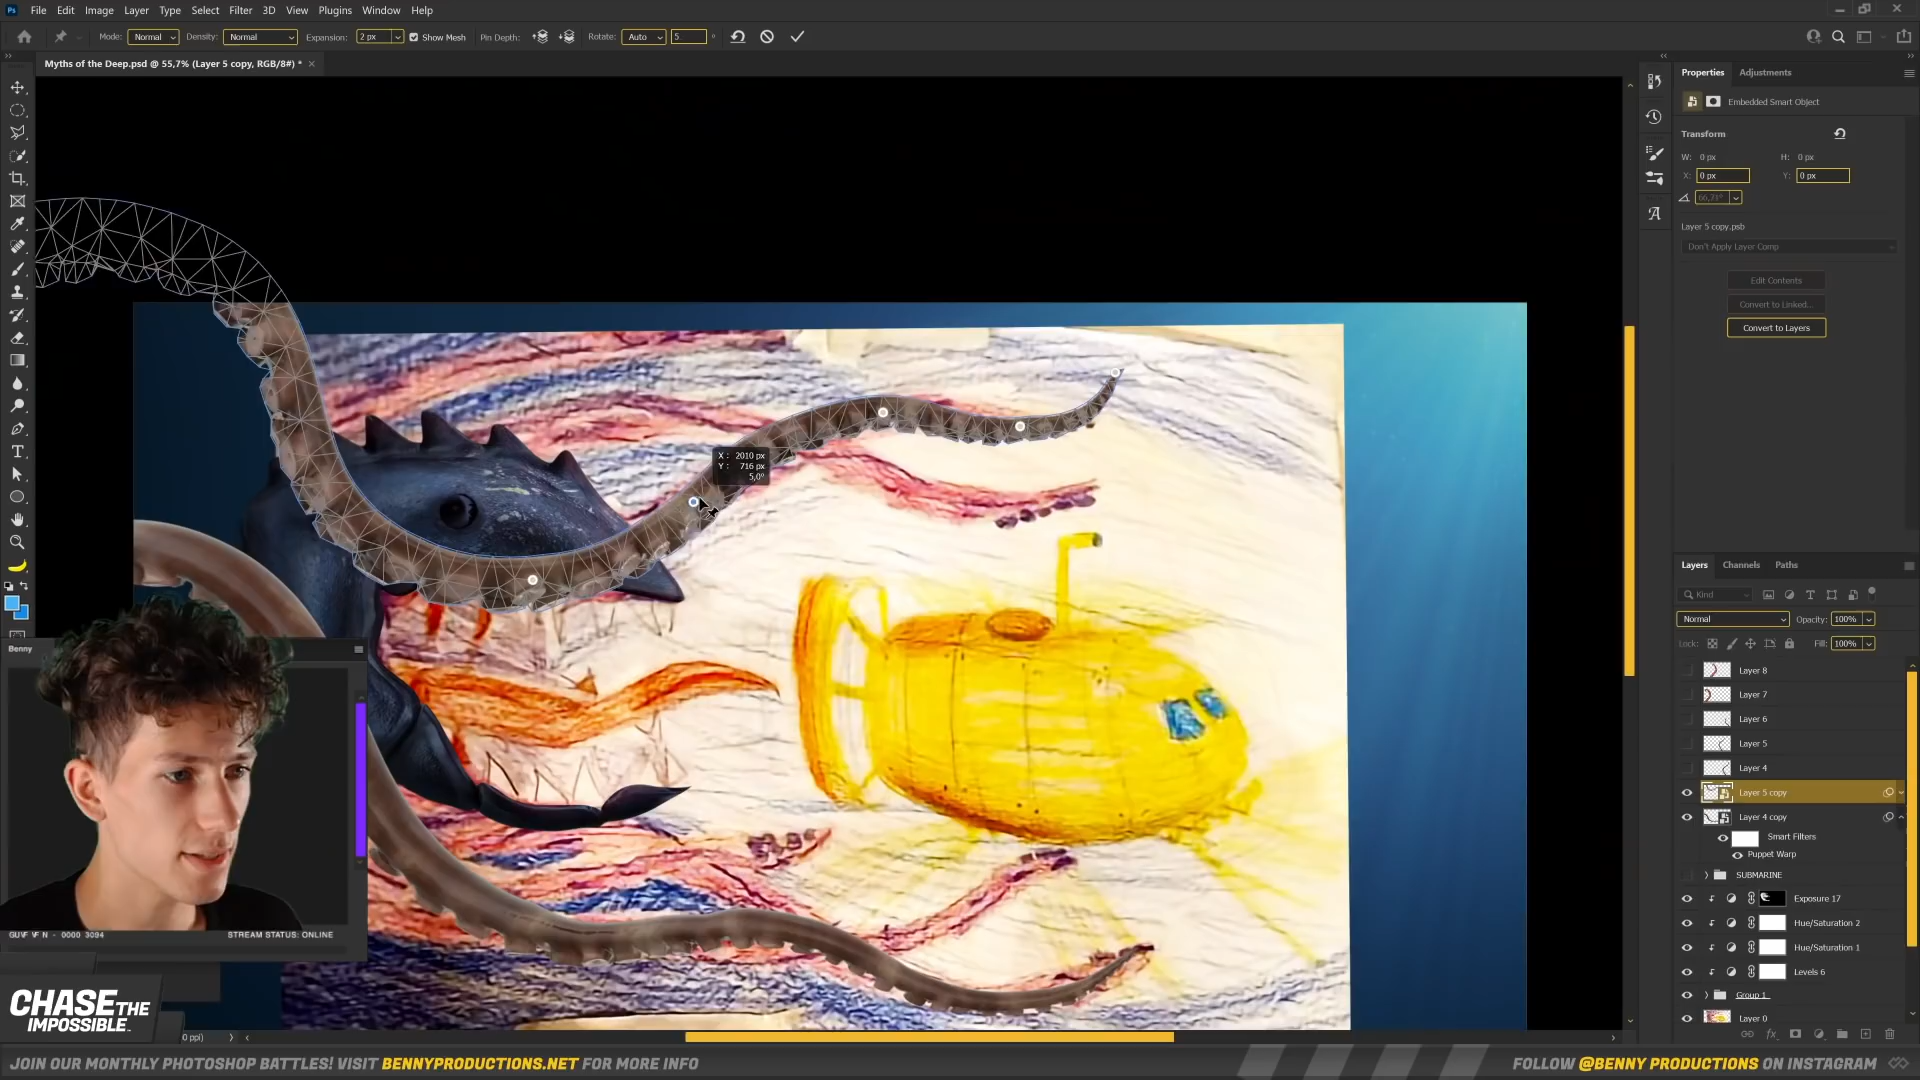 Ps File Edit Image Layer Type Select Filter 3D View Plugins Window Help
Mode: Normal Density: Normal Expansion: 2 px Show Mesh Pin Depth: Rotate: Auto 5 °
Myths of the Deep.psd @ 55,7% (Layer 5 copy, RGB/8#) * ×
Properties Adjustments
Embedded Smart Object
Transform
W: 0 px H: 0 px
X: 0 px Y: 0 px
66,71°
Layer 5 copy.psb
Don't Apply Layer Comp
Edit Contents
Convert to Linked...
Convert to Layers
X : 2010 px
Y : 716 px
5,0°
Layers Channels Paths
Kind
Normal Opacity: 100%
Lock: Fill: 100%
Layer 8
Layer 7
Layer 6
Layer 5
Layer 4
Layer 5 copy
Layer 4 copy
Smart Filters
Puppet Warp
SUBMARINE
Exposure 17
Hue/Saturation 2
Hue/Saturation 1
Levels 6
Group 1
Layer 0
Benny
STREAM STATUS: ONLINE
CHASE THE
IMPOSSIBLE.
0 ppi)
JOIN OUR MONTHLY PHOTOSHOP BATTLES! VISIT BENNYPRODUCTIONS.NET FOR MORE INFO
FOLLOW @BENNY PRODUCTIONS ON INSTAGRAM